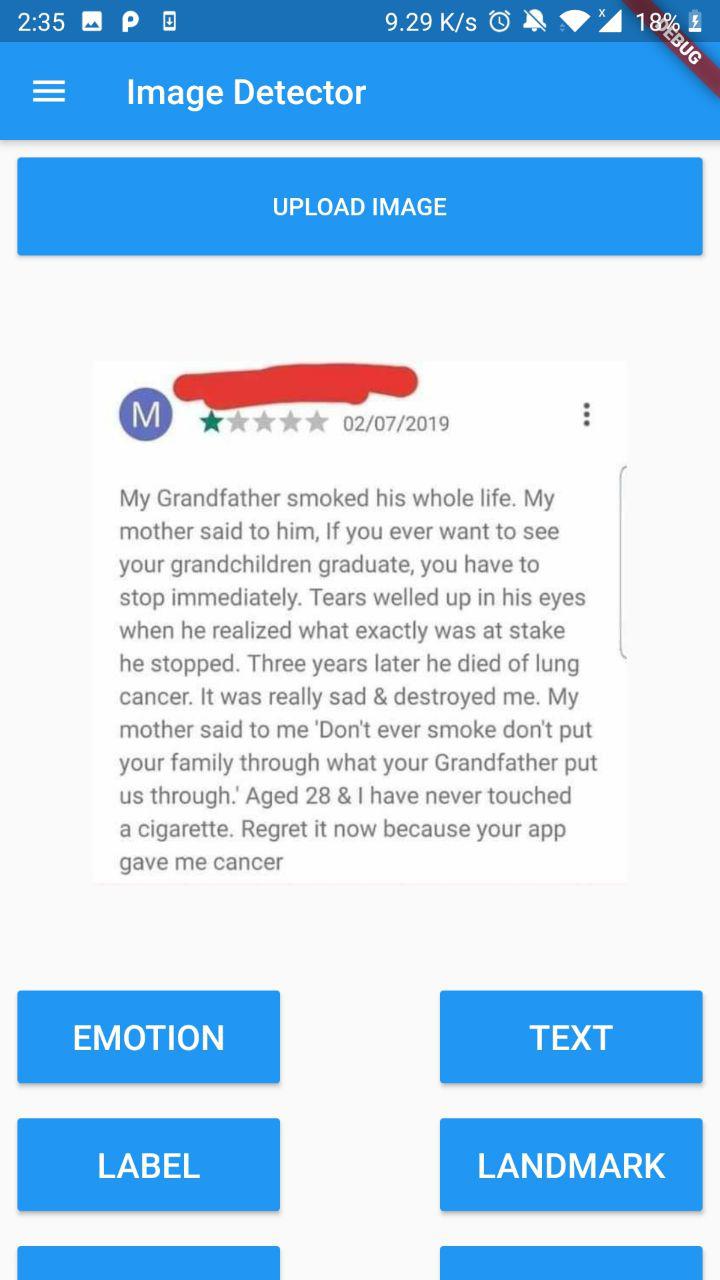 2:35 9.29 K/s x 18%
DEBUG
Image Detector
UPLOAD IMAGE
M
02/07/2019
My Grandfather smoked his whole life. My
mother said to him, If you ever want to see
your grandchildren graduate, you have to
stop immediately. Tears welled up in his eyes
when he realized what exactly was at stake
he stopped. Three years later he died of lung
cancer. It was really sad & destroyed me. My
mother said to me 'Don't ever smoke don't put
your family through what your Grandfather put
us through.' Aged 28 & I have never touched
a cigarette. Regret it now because your app
gave me cancer
EMOTION TEXT
LABEL LANDMARK